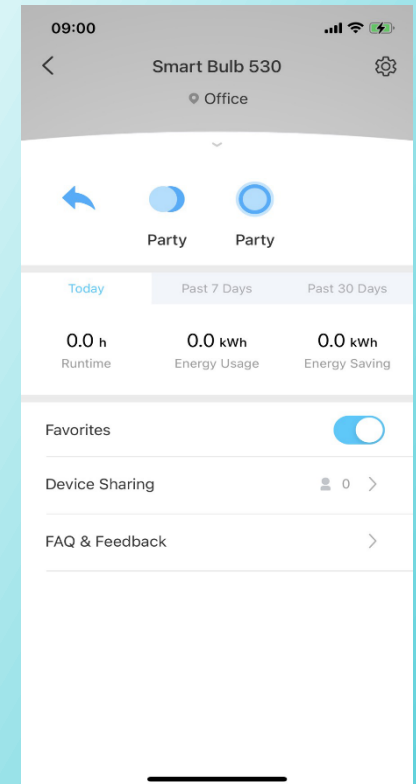 09:00
Smart Bulb 530
Office
Party Party
Today Past 7 Days Past 30 Days
0.0 h 0.0 kWh 0.0 kWh
Runtime Energy Usage Energy Saving
Favorites
Device Sharing 0
FAQ & Feedback